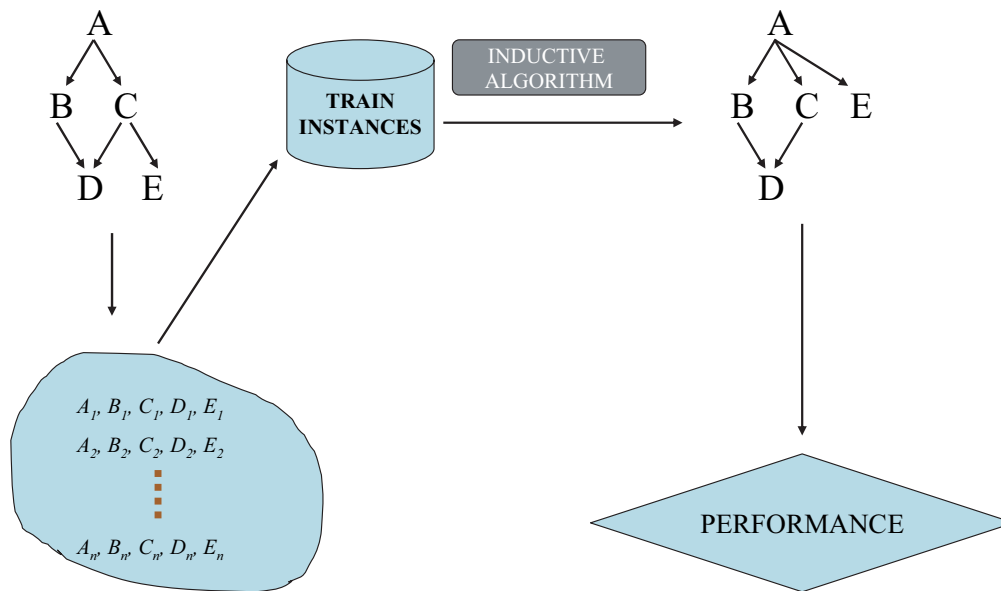 A
B C
D E
TRAIN
INSTANCES
INDUCTIVE
ALGORITHM
A
B C E
D
A₁, B₁, C₁, D₁, E₁
A₂, B₂, C₂, D₂, E₂
Aₙ, Bₙ, Cₙ, Dₙ, Eₙ
PERFORMANCE